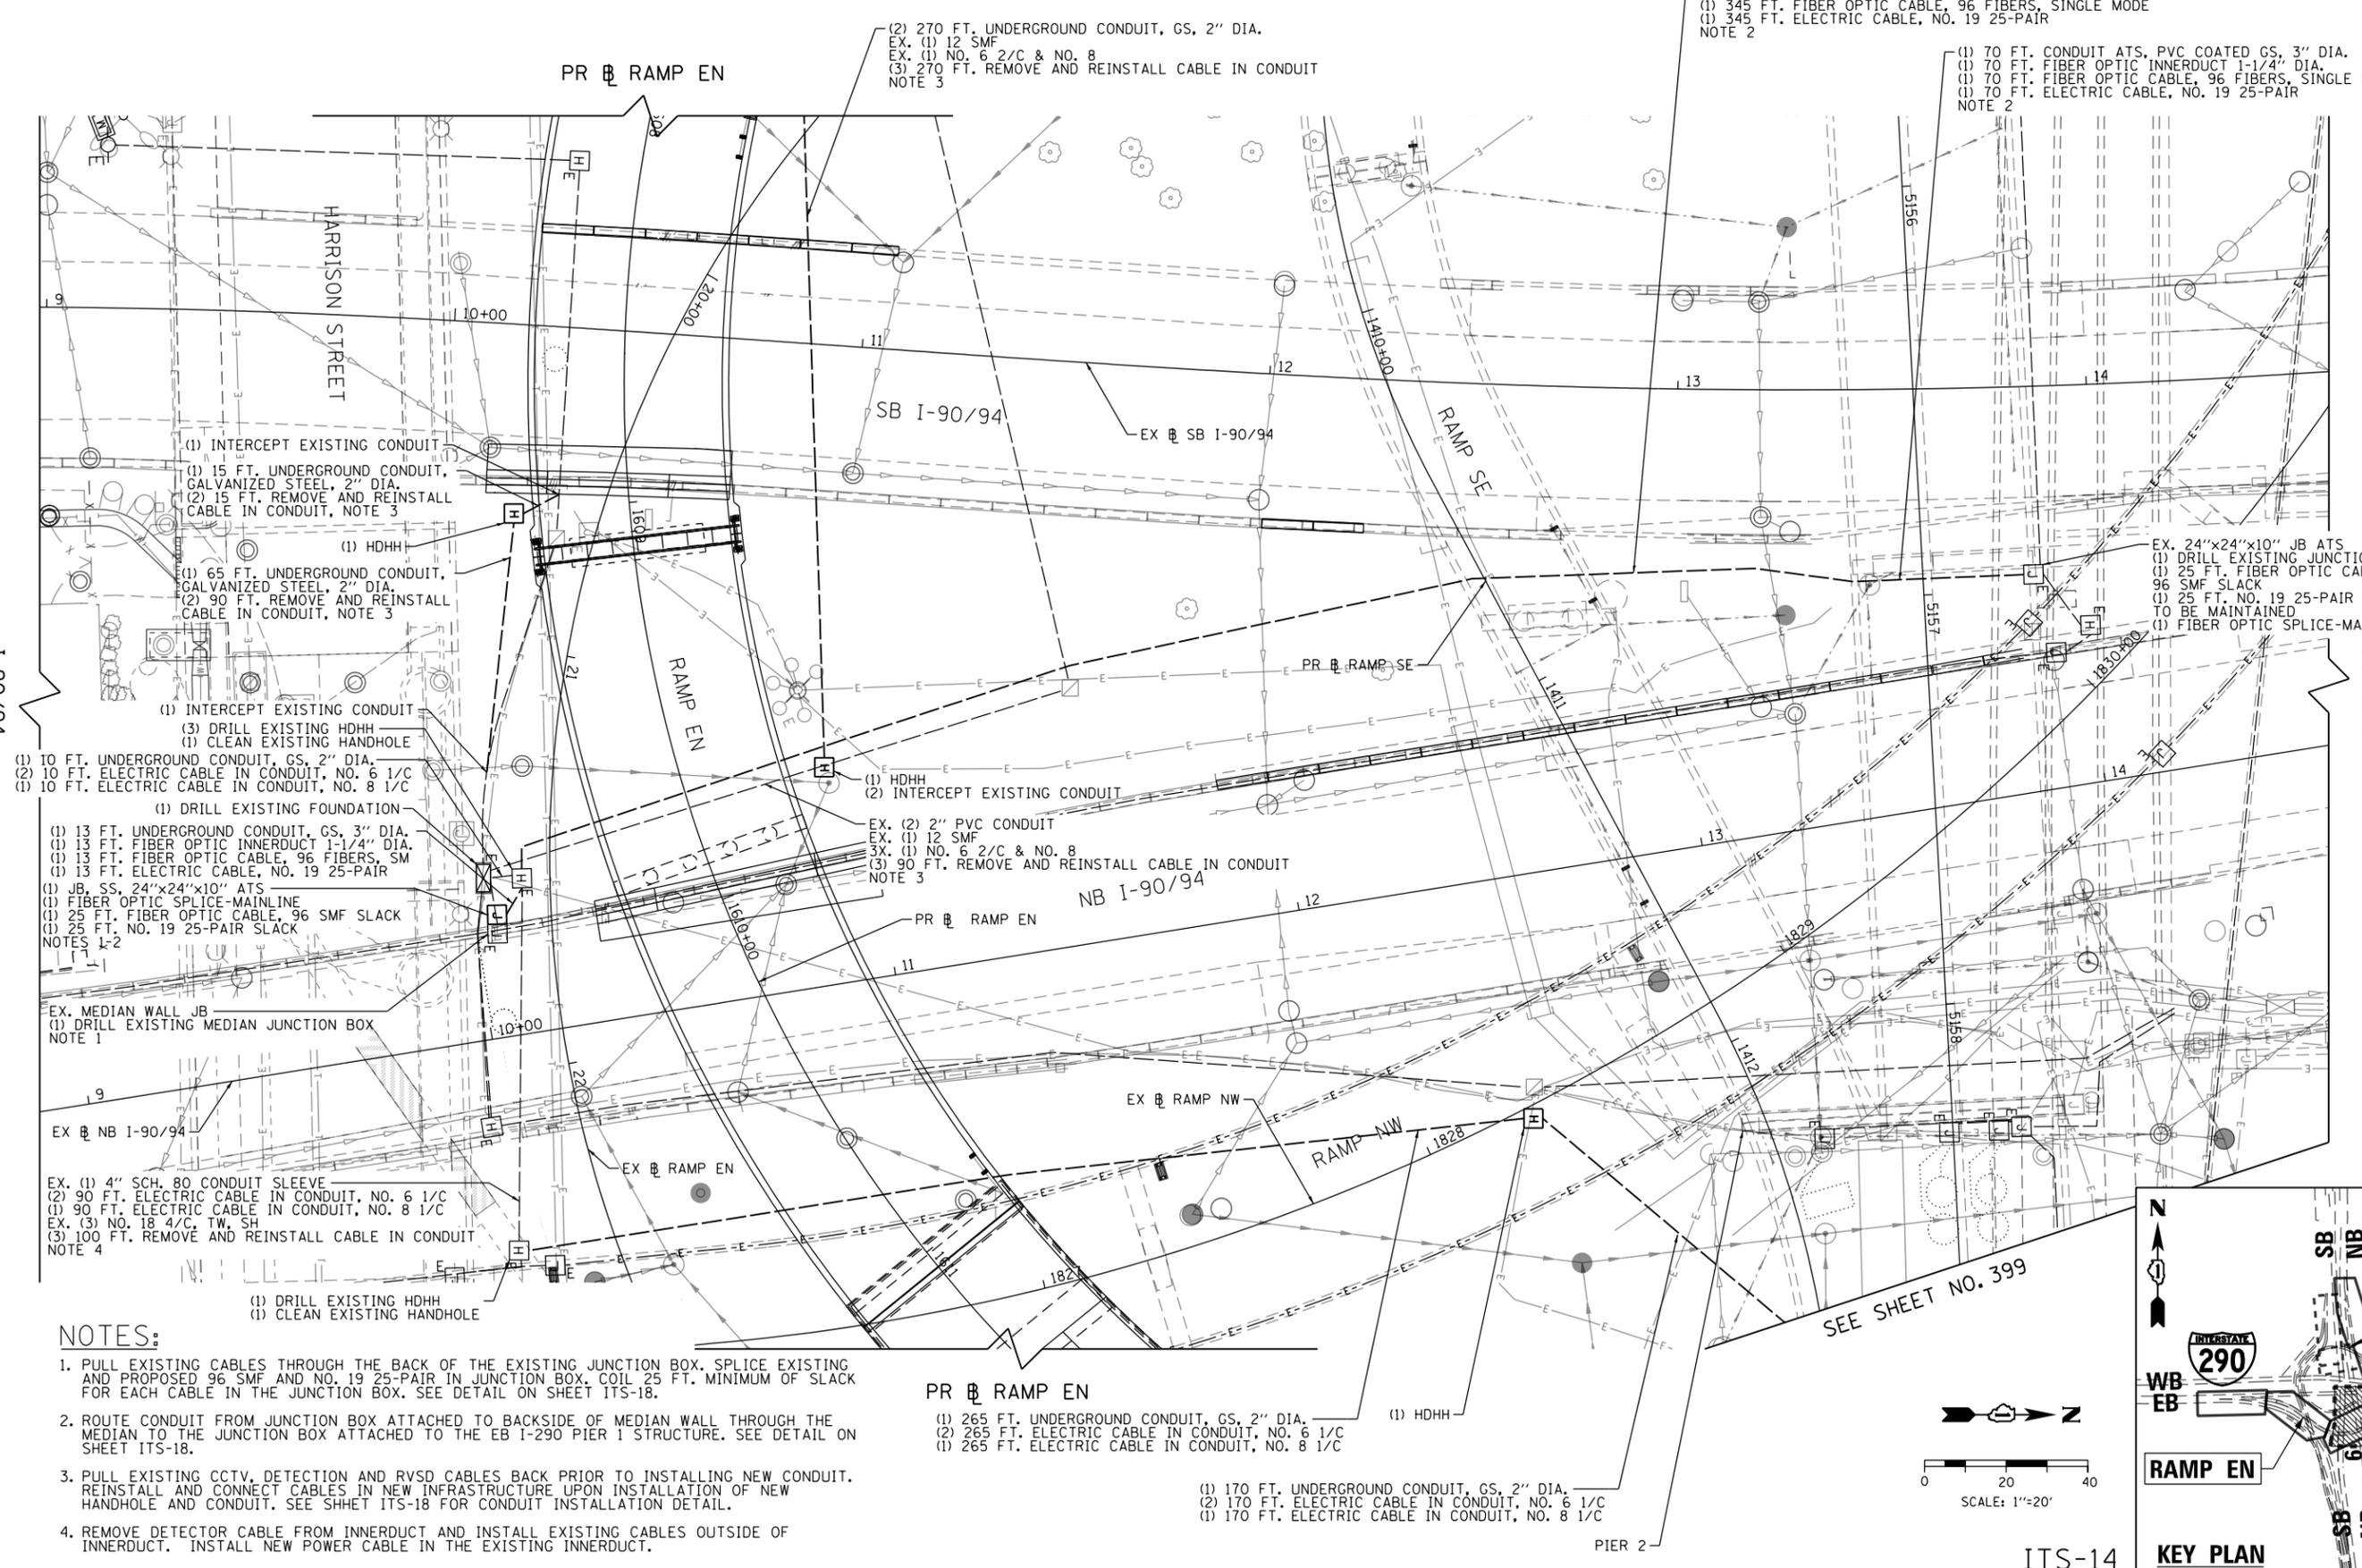 (2) 270 FT. UNDERGROUND CONDUIT, GS, 2" DIA.
EX. (1) 12 SMF
EX. (1) NO. 6 2/C & NO. 8
(3) 270 FT. REMOVE AND REINSTALL CABLE IN CONDUIT
NOTE 3
(1) 345 FT. FIBER OPTIC CABLE, 96 FIBERS, SINGLE MODE
(1) 345 FT. ELECTRIC CABLE, NO. 19 25-PAIR
NOTE 2
(1) 70 FT. CONDUIT ATS, PVC COATED GS, 3" DIA.
(1) 70 FT. FIBER OPTIC INNERDUCT 1-1/4" DIA.
(1) 70 FT. FIBER OPTIC CABLE, 96 FIBERS, SINGLE
(1) 70 FT. ELECTRIC CABLE, NO. 19 25-PAIR
NOTE 2
PR ℄ RAMP EN
HARRISON STREET
9
10+00
11
12
13
14
20+00
1410+00
5156
SB I-90/94
EX ℄ SB I-90/94
RAMP SE
(1) INTERCEPT EXISTING CONDUIT
(1) 15 FT. UNDERGROUND CONDUIT,
GALVANIZED STEEL, 2" DIA.
(2) 15 FT. REMOVE AND REINSTALL
CABLE IN CONDUIT, NOTE 3
(1) HDHH
(1) 65 FT. UNDERGROUND CONDUIT,
GALVANIZED STEEL, 2" DIA.
(2) 90 FT. REMOVE AND REINSTALL
CABLE IN CONDUIT, NOTE 3
1609
EX. 24"x24"x10" JB ATS
(1) DRILL EXISTING
(1) 25 FT. FIBER OPTIC
96 SMF SLACK
(1) 25 FT. NO. 19 25-PAIR
TO BE MAINTAINED
(1) FIBER OPTIC
5157
1830+00
21
RAMP EN
PR ℄ RAMP SE
1411
(1) INTERCEPT EXISTING CONDUIT
(3) DRILL EXISTING HDHH
(1) CLEAN EXISTING HANDHOLE
(1) 10 FT. UNDERGROUND CONDUIT, GS, 2" DIA.
(2) 10 FT. ELECTRIC CABLE IN CONDUIT, NO. 6 1/C
(1) 10 FT. ELECTRIC CABLE IN CONDUIT, NO. 8 1/C
(1) DRILL EXISTING FOUNDATION
(1) 13 FT. UNDERGROUND CONDUIT, GS, 3" DIA.
(1) 13 FT. FIBER OPTIC INNERDUCT 1-1/4" DIA.
(1) 13 FT. FIBER OPTIC CABLE, 96 FIBERS, SM
(1) 13 FT. ELECTRIC CABLE, NO. 19 25-PAIR
(1) JB, SS, 24"x24"x10" ATS
(1) FIBER OPTIC SPLICE-MAINLINE
(1) 25 FT. FIBER OPTIC CABLE, 96 SMF SLACK
(1) 25 FT. NO. 19 25-PAIR SLACK
NOTES 1-2
(1) HDHH
(2) INTERCEPT EXISTING CONDUIT
EX. (2) 2" PVC CONDUIT
EX. (1) 12 SMF
3X. (1) NO. 6 2/C & NO. 8
(3) 90 FT. REMOVE AND REINSTALL CABLE IN CONDUIT
NOTE 3
NB I-90/94
PR ℄ RAMP EN
14
13
12
11
10+00
9
1610+00
1829
5158
1412
EX. MEDIAN WALL JB
(1) DRILL EXISTING MEDIAN JUNCTION BOX
NOTE 1
EX ℄ NB I-90/94
22
EX ℄ RAMP EN
EX ℄ RAMP NW
RAMP NW
1828
1827
EX. (1) 4" SCH. 80 CONDUIT SLEEVE
(2) 90 FT. ELECTRIC CABLE IN CONDUIT, NO. 6 1/C
(1) 90 FT. ELECTRIC CABLE IN CONDUIT, NO. 8 1/C
EX. (3) NO. 18 4/C, TW, SH
(3) 100 FT. REMOVE AND REINSTALL CABLE IN CONDUIT
NOTE 4
(1) DRILL EXISTING HDHH
(1) CLEAN EXISTING HANDHOLE
SEE SHEET NO. 399
NOTES:
1. PULL EXISTING CABLES THROUGH THE BACK OF THE EXISTING JUNCTION BOX. SPLICE EXISTING
AND PROPOSED 96 SMF AND NO. 19 25-PAIR IN JUNCTION BOX. COIL 25 FT. MINIMUM OF SLACK
FOR EACH CABLE IN THE JUNCTION BOX. SEE DETAIL ON SHEET ITS-18.
2. ROUTE CONDUIT FROM JUNCTION BOX ATTACHED TO BACKSIDE OF MEDIAN WALL THROUGH THE
MEDIAN TO THE JUNCTION BOX ATTACHED TO THE EB I-290 PIER 1 STRUCTURE. SEE DETAIL ON
SHEET ITS-18.
3. PULL EXISTING CCTV, DETECTION AND RVSD CABLES BACK PRIOR TO INSTALLING NEW CONDUIT.
REINSTALL AND CONNECT CABLES IN NEW INFRASTRUCTURE UPON INSTALLATION OF NEW
HANDHOLE AND CONDUIT. SEE SHHET ITS-18 FOR CONDUIT INSTALLATION DETAIL.
4. REMOVE DETECTOR CABLE FROM INNERDUCT AND INSTALL EXISTING CABLES OUTSIDE OF
INNERDUCT. INSTALL NEW POWER CABLE IN THE EXISTING INNERDUCT.
PR ℄ RAMP EN
(1) 265 FT. UNDERGROUND CONDUIT, GS, 2" DIA.
(2) 265 FT. ELECTRIC CABLE IN CONDUIT, NO. 6 1/C
(1) 265 FT. ELECTRIC CABLE IN CONDUIT, NO. 8 1/C
(1) HDHH
(1) 170 FT. UNDERGROUND CONDUIT, GS, 2" DIA.
(2) 170 FT. ELECTRIC CABLE IN CONDUIT, NO. 6 1/C
(1) 170 FT. ELECTRIC CABLE IN CONDUIT, NO. 8 1/C
PIER 2
N
0 20 40
SCALE: 1"=20'
ITS-14
N
SB
NB
INTERSTATE
290
WB
EB
RAMP EN
SB
KEY PLAN